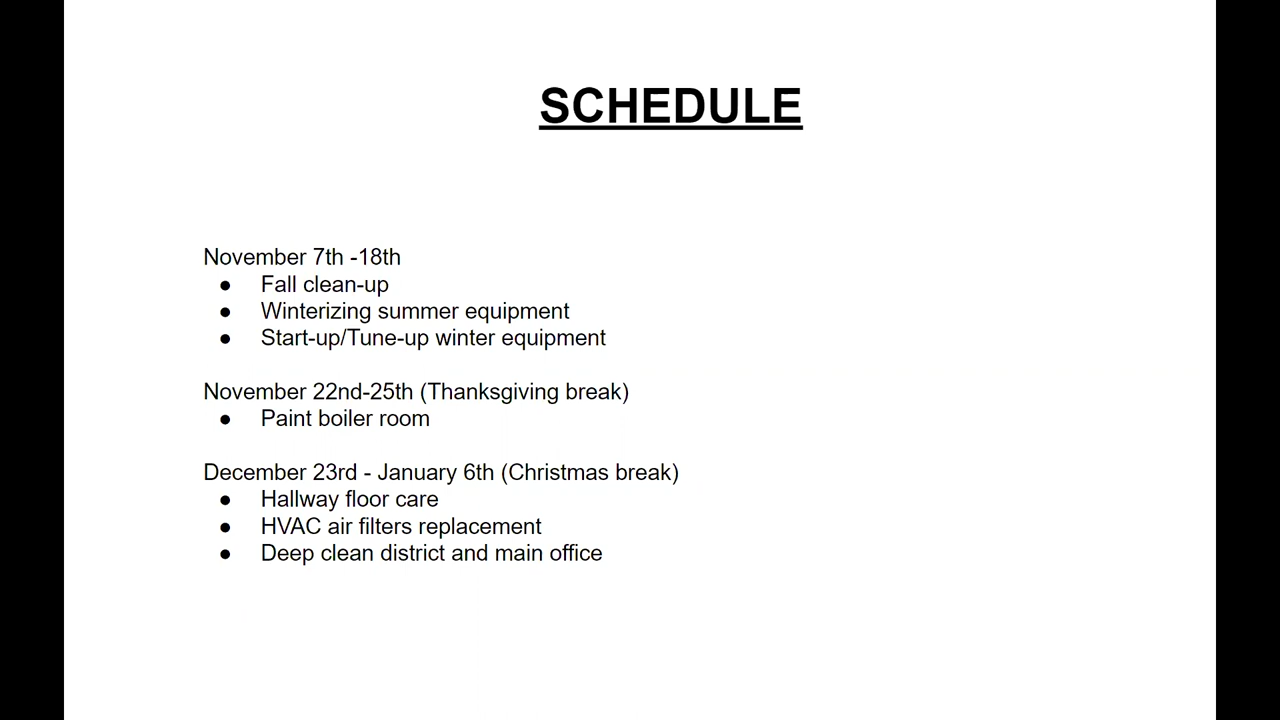 SCHEDULE
November 7th -18th
● Fall clean-up
● Winterizing summer equipment
● Start-up/Tune-up winter equipment
November 22nd-25th (Thanksgiving break)
● Paint boiler room
December 23rd - January 6th (Christmas break)
● Hallway floor care
● HVAC air filters replacement
● Deep clean district and main office